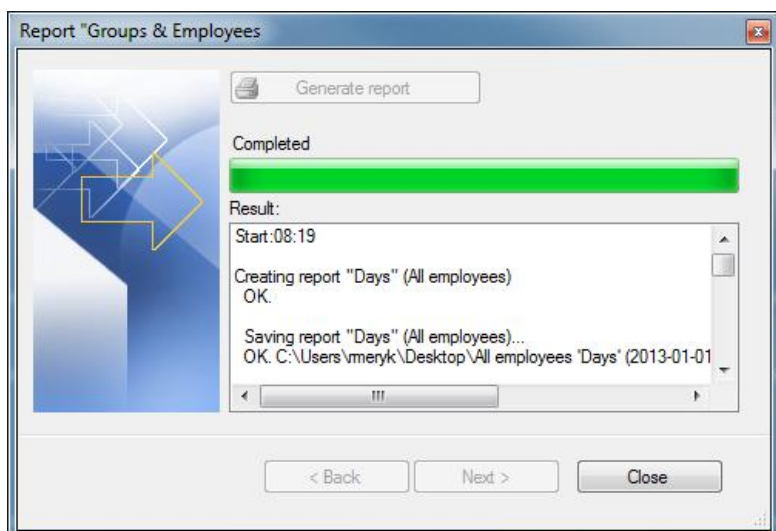 Report "Groups & Employees
Generate report
Completed
Result:
Start:08:19
Creating report "Days" (All employees)
OK.
Saving report "Days" (All employees)...
OK. C:\Users\meryk\Desktop\All employees 'Days' (2013-01-01
< Back
Next >
Close